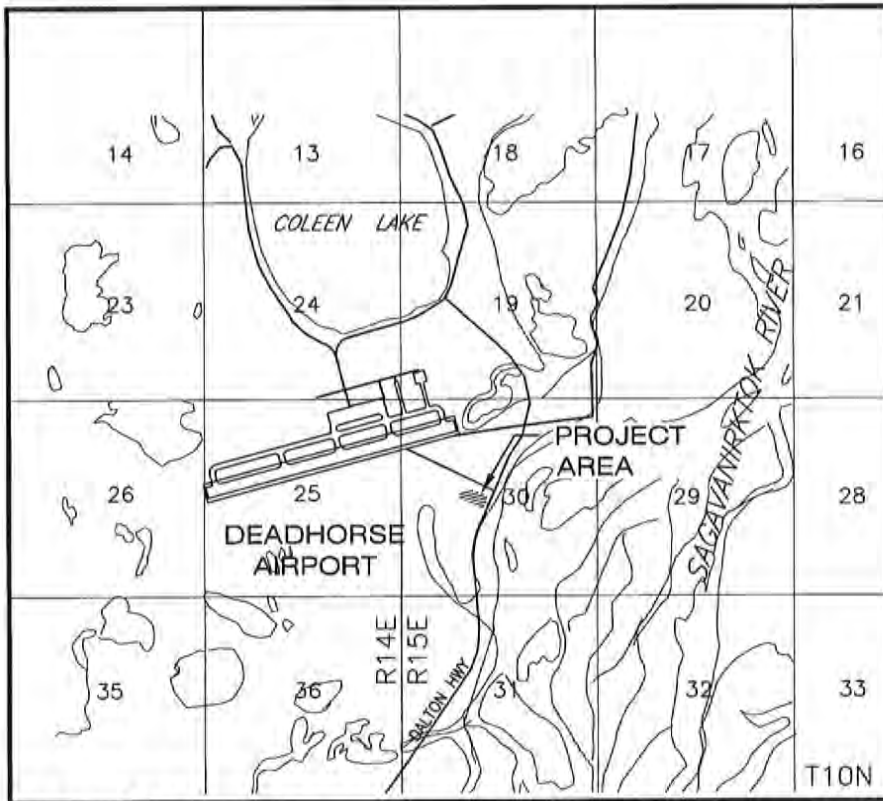 14
13
18
17
16
COLEEN LAKE
23
24
19
20
21
SAGAVANIRKTOK RIVER
PROJECT
AREA
26
25
30
29
28
DEADHORSE
AIRPORT
R14E
R15E
35
36
DALTON HWY
31
32
33
T10N